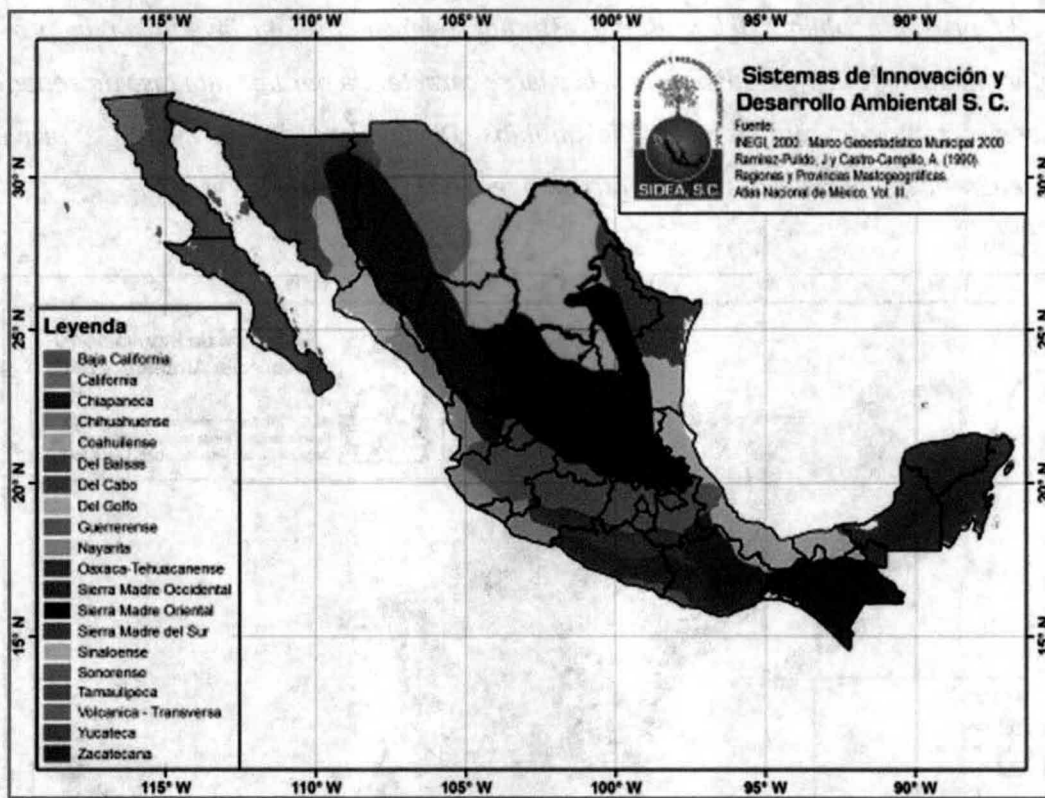 115° W 110° W 105° W 100° W 95° W 90° W
Sistemas de Innovación y
Desarrollo Ambiental S. C.
Fuente:
INEGI, 2000. Marco Geoestadístico Municipal 2000
Ramírez-Pulido, J y Castro-Campillo, A. (1990).
Regiones y Provincias Mastogeográficas.
Atlas Nacional de México. Vol. III.
SIDEA, S.C.
30° N 30° N
25° N 25° N
20° N 20° N
15° N 15° N
Leyenda
Baja California
California
Chiapaneca
Chihuahuense
Coahuilense
Del Balsas
Del Cabo
Del Golfo
Guerrerense
Nayarita
Oaxaca-Tehuacanense
Sierra Madre Occidental
Sierra Madre Oriental
Sierra Madre del Sur
Sinaloense
Sonorense
Tamaulipeca
Volcanica - Transversa
Yucateca
Zacatecana
115° W 110° W 105° W 100° W 95° W 90° W